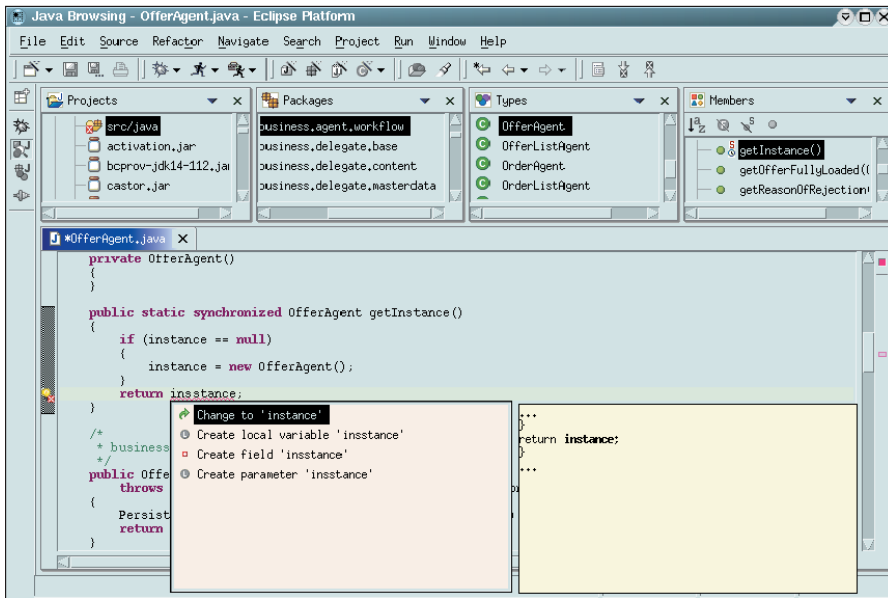 Java Browsing - OfferAgent.java - Eclipse Platform
File Edit Source Refactor Navigate Search Project Run Window Help
Projects
Packages
Types
Members
src/java
activation.jar
bcprov-jdk14-112.jar
castor.jar
business.agent.workflow
business.delegate.base
business.delegate.content
business.delegate.masterdata
OfferAgent
OfferListAgent
OrderAgent
OrderListAgent
getInstance()
getOfferFullyLoaded((
getReasonOfRejection(
*OfferAgent.java
private OfferAgent()
{
}
public static synchronized OfferAgent getInstance()
{
if (instance == null)
{
instance = new OfferAgent();
}
return insstance;
}
/*
* business
*/
public Offe
throws
{
Persist
return
}
Change to 'instance'
Create local variable 'insstance'
Create field 'insstance'
Create parameter 'insstance'
...
}
return instance;
}
...